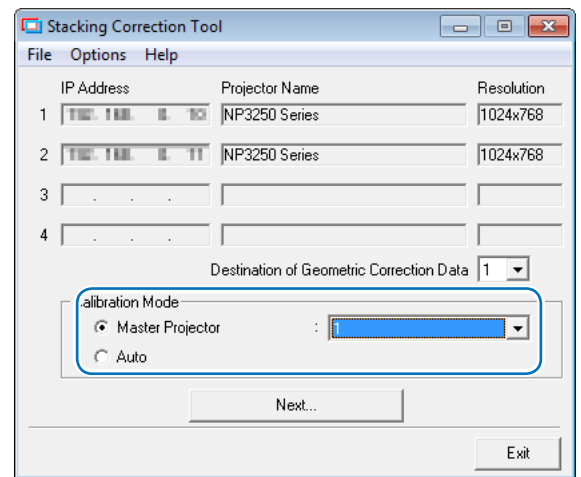 Stacking Correction Tool
File Options Help
IP Address Projector Name Resolution
1 NP3250 Series 1024x768
2 NP3250 Series 1024x768
3 . . .
4 . . .
Destination of Geometric Correction Data 1
Calibration Mode
Master Projector : 1
Auto
Next...
Exit